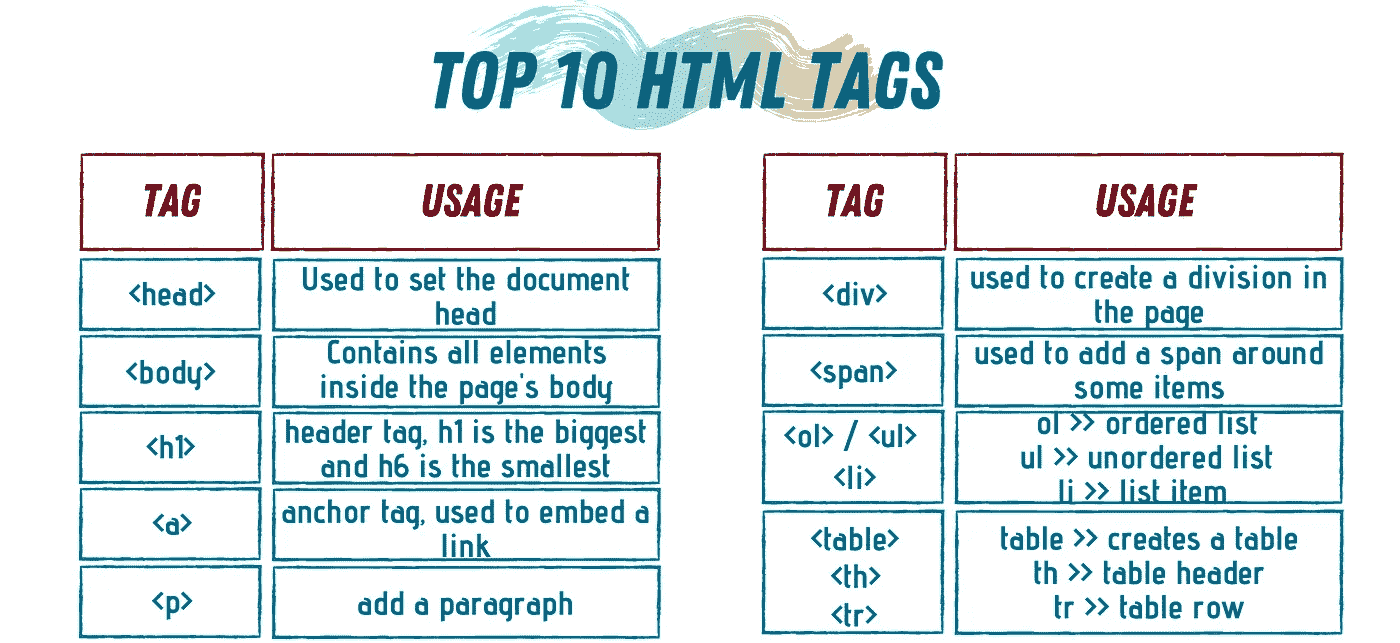 TOP 10 HTML TAGS
TAG
USAGE
<head>
Used to set the document
head
<body>
Contains all elements
inside the page's body
<h1>
header tag, h1 is the biggest
and h6 is the smallest
<a>
anchor tag, used to embed a
link
<p>
add a paragraph
TAG
USAGE
<div>
used to create a division in
the page
<span>
used to add a span around
some items
<ol> / <ul>
<li>
ol >> ordered list
ul >> unordered list
li >> list item
<table>
<th>
<tr>
table >> creates a table
th >> table header
tr >> table row